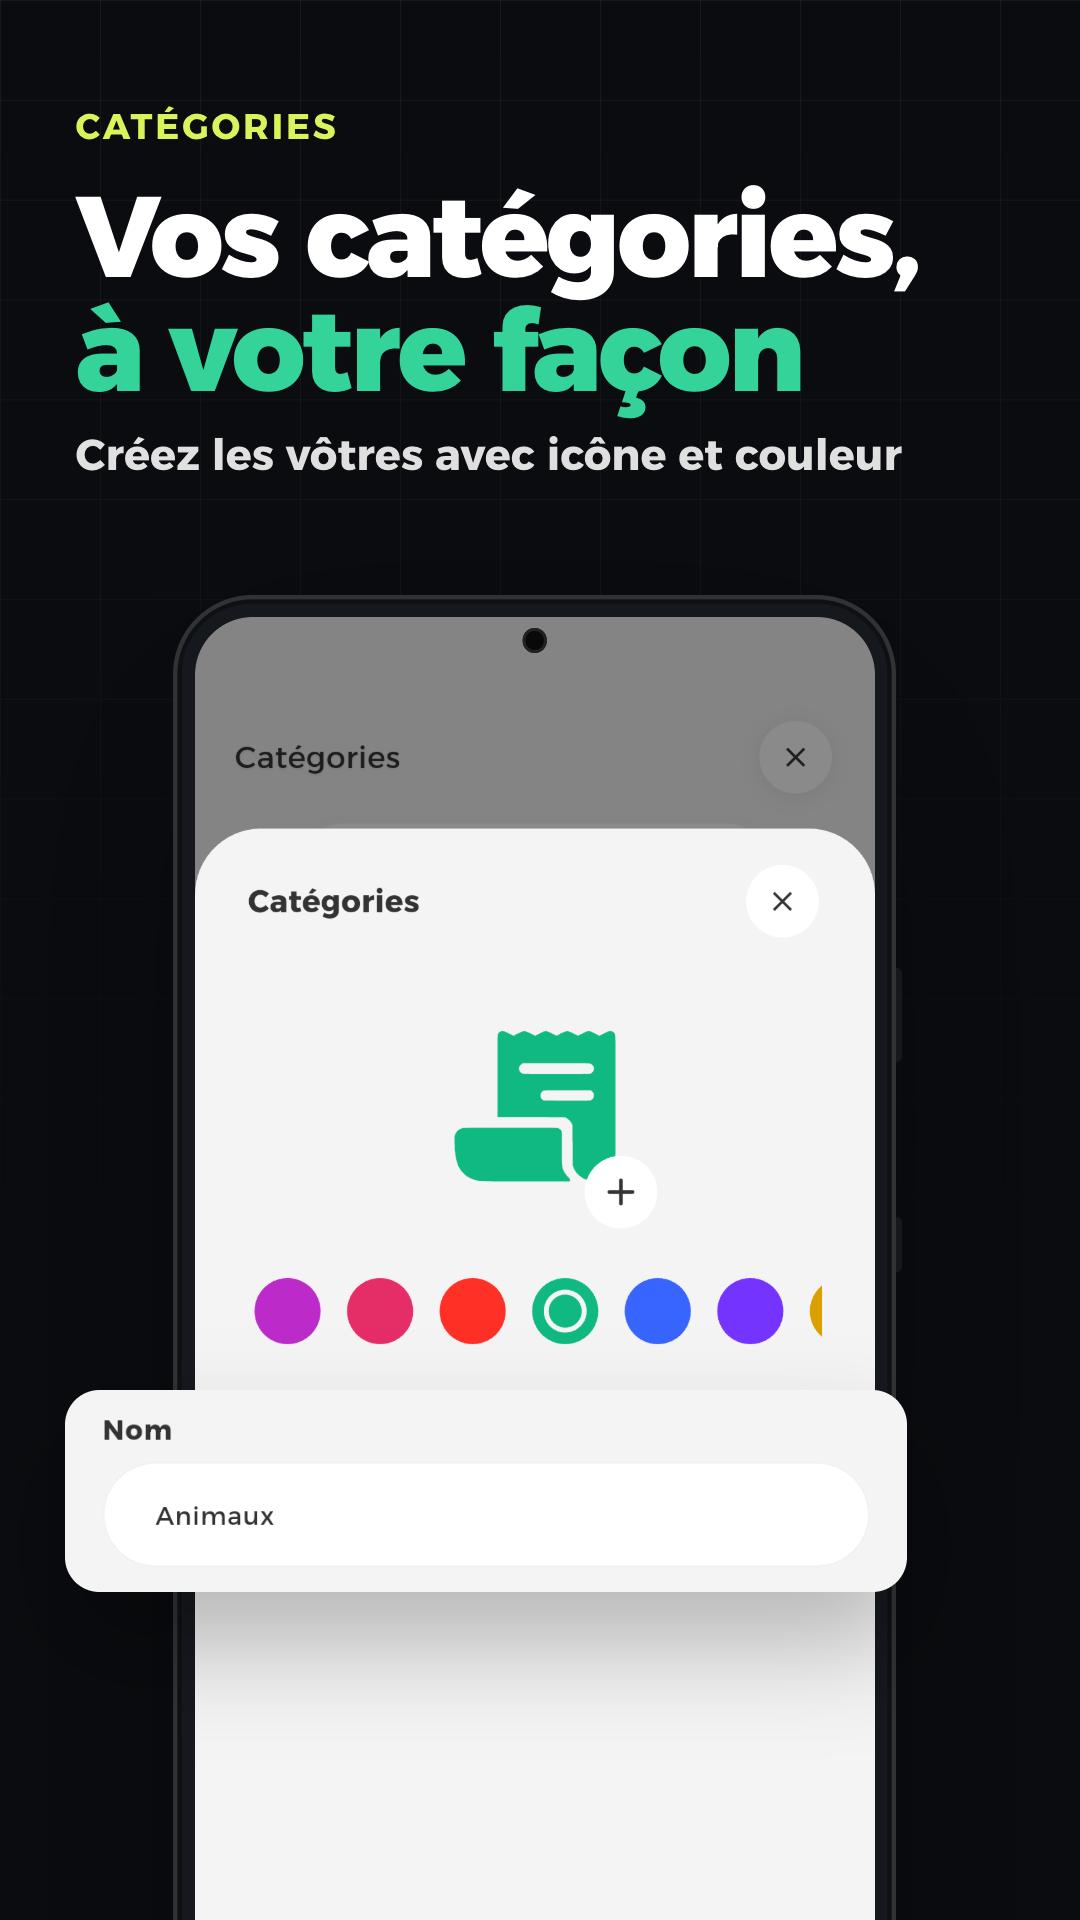 CATÉGORIES
Vos catégories,
à votre façon
Créez les vôtres avec icône et couleur
Catégories
Catégories
Nom
Animaux